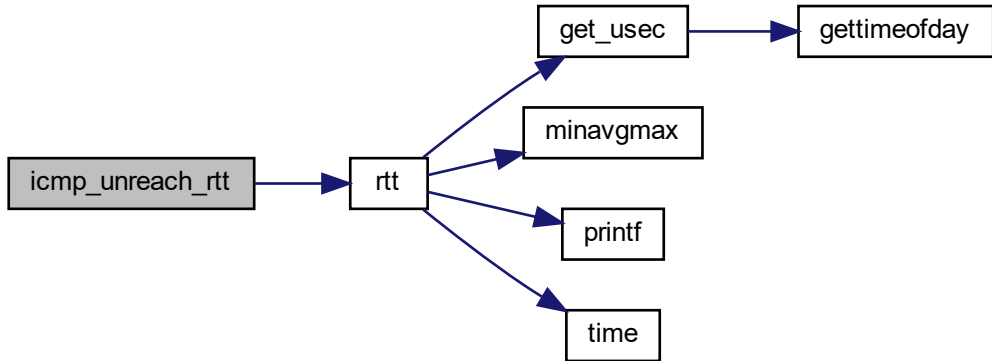 get_usec
gettimeofday
minavgmax
icmp_unreach_rtt
rtt
printf
time